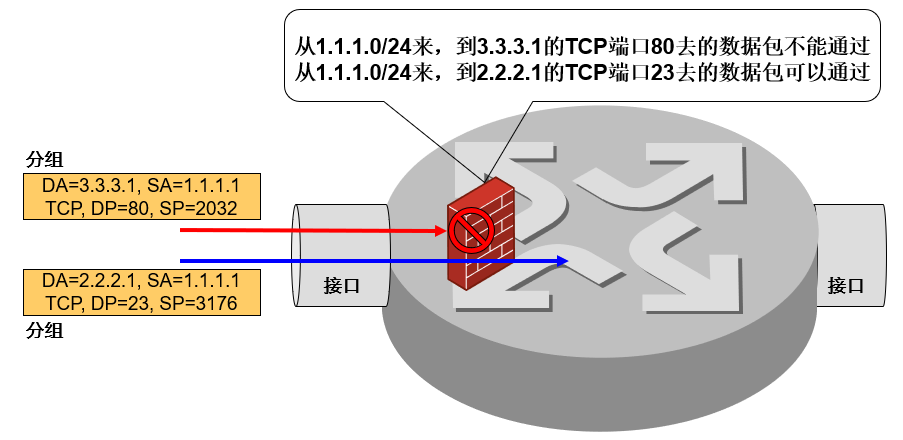 从1.1.1.0/24来，到3.3.3.1的TCP端口80去的数据包不能通过
从1.1.1.0/24来，到2.2.2.1的TCP端口23去的数据包可以通过
分组
DA=3.3.3.1, SA=1.1.1.1
TCP, DP=80, SP=2032
DA=2.2.2.1, SA=1.1.1.1
TCP, DP=23, SP=3176
分组
接口
接口